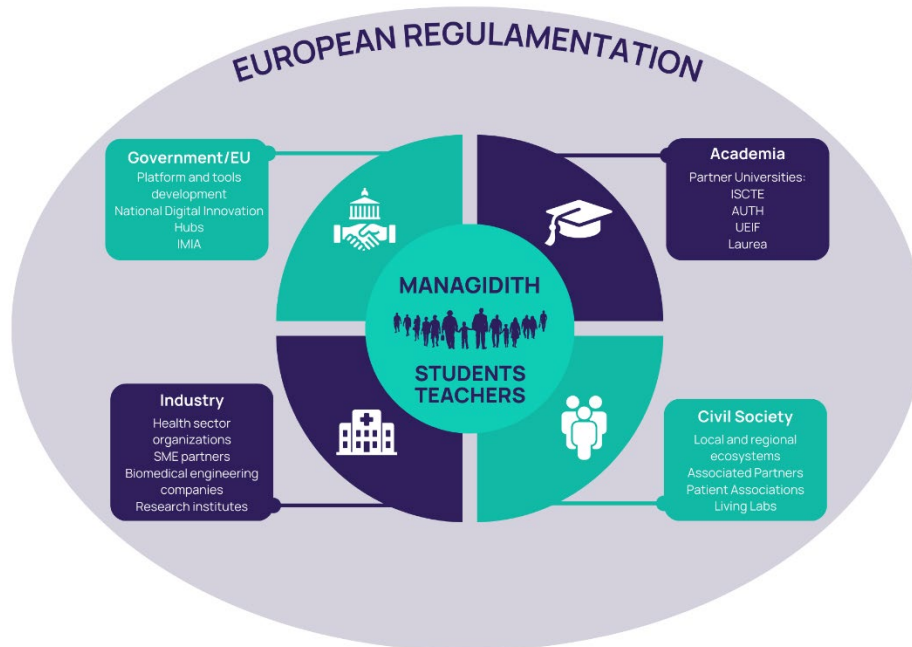 EUROPEAN REGULAMENTATION
Government/EU
Platform and tools
development
National Digital Innovation
Hubs
IMIA
Academia
Partner Universities:
ISCTE
AUTH
UEIF
Laurea
MANAGIDITH
STUDENTS
TEACHERS
Industry
Health sector
organizations
SME partners
Biomedical engineering
companies
Research institutes
Civil Society
Local and regional
ecosystems
Associated Partners
Patient Associations
Living Labs